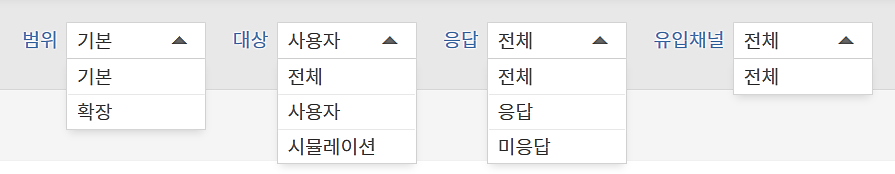 범위 기본 대상 사용자 응답 전체 유입채널 전체
기본 전체 전체 전체
확장 사용자 응답
시뮬레이션 미응답